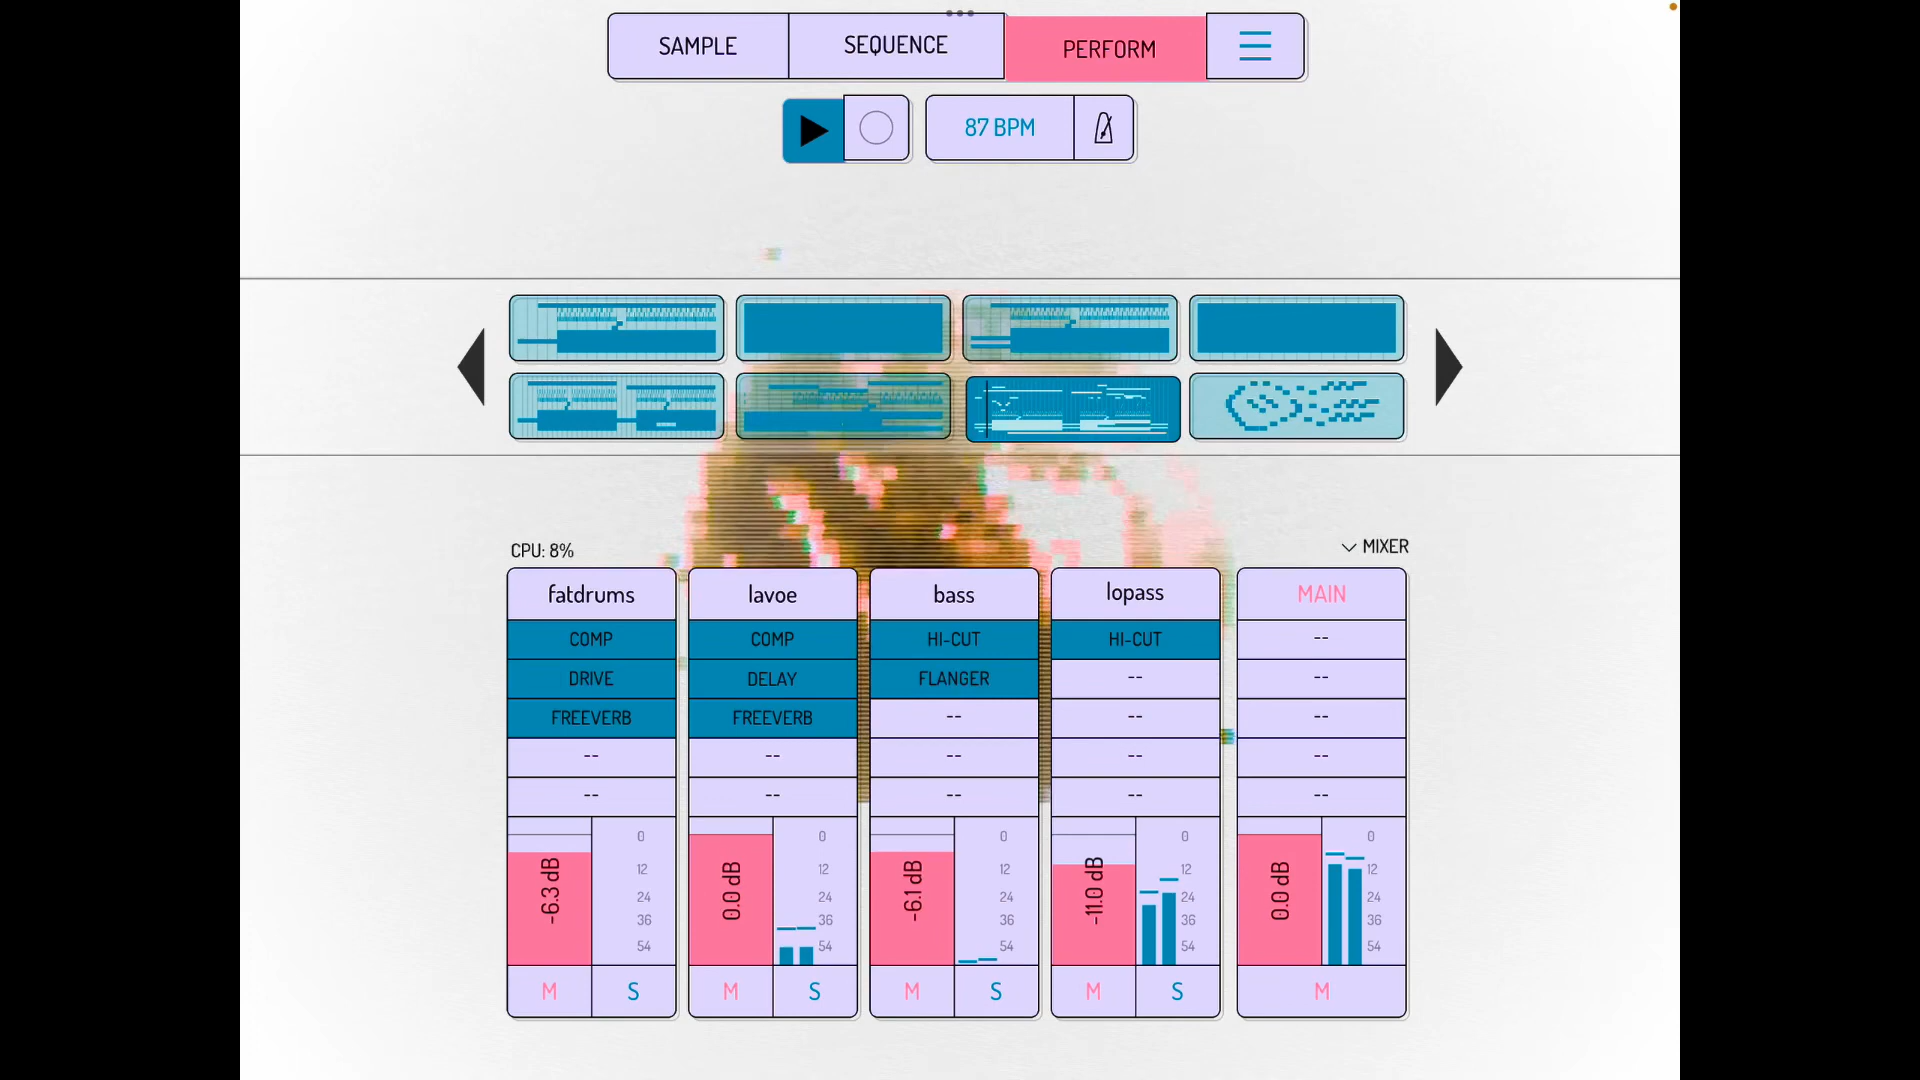 SAMPLE SEQUENCE PERFORM
87 BPM
CPU: 8% MIXER
fatdrums lavoe bass lopass MAIN
COMP COMP HI-CUT HI-CUT --
DRIVE DELAY FLANGER -- --
FREEVERB FREEVERB -- -- --
-- -- -- -- --
-- -- -- -- --
0 0 0 0 0
12 12 12 12 12
-6.3 dB 0.0 dB -6.1 dB -11.0 dB 0.0 dB
24 24 24 24 24
36 36 36 36 36
54 54 54 54 54
M S M S M S M S M